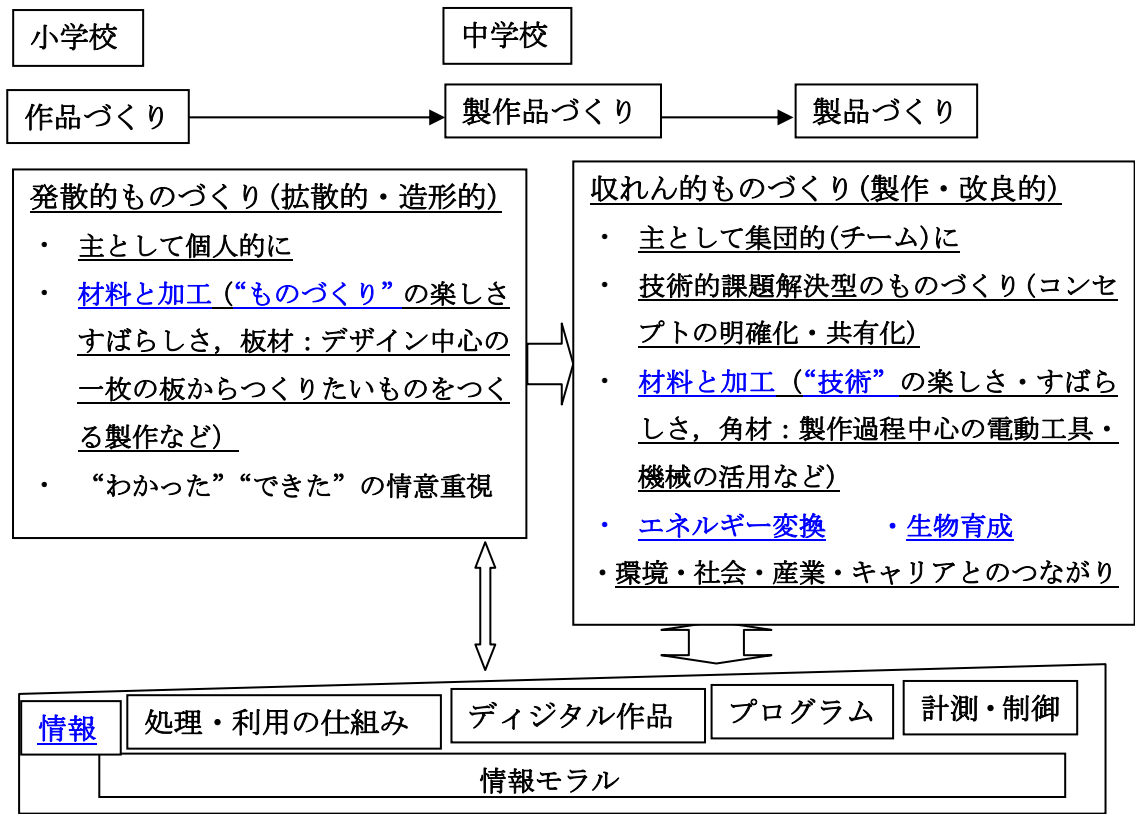 小学校
中学校
作品づくり
製作品づくり
製品づくり
発散的ものづくり(拡散的・造形的)
・ 主として個人的に
・ 材料と加工（“ものづくり”の楽しさ
すばらしさ，板材：デザイン中心の
一枚の板からつくりたいものをつく
る製作など）
・ “わかった”“できた”の情意重視
収れん的ものづくり(製作・改良的)
・ 主として集団的(チーム)に
・ 技術的課題解決型のものづくり(コンセ
プトの明確化・共有化)
・ 材料と加工（“技術”の楽しさ・すばら
しさ，角材：製作過程中心の電動工具・
機械の活用など）
・ エネルギー変換 ・生物育成
・環境・社会・産業・キャリアとのつながり
情報
処理・利用の仕組み
ディジタル作品
プログラム
計測・制御
情報モラル